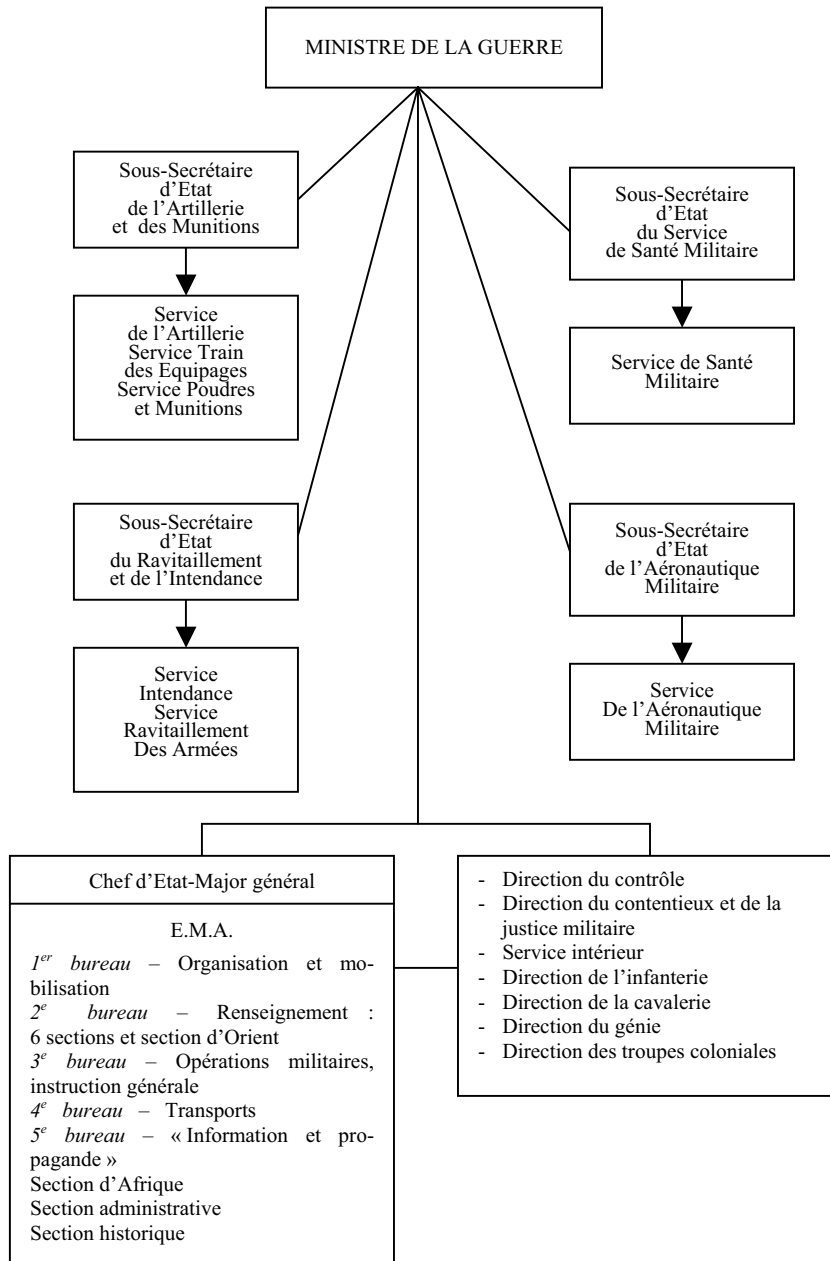 MINISTRE DE LA GUERRE
Sous-Secrétaire
d’Etat
de l’Artillerie
et des Munitions
Service
de l’Artillerie
Service Train
des Equipages
Service Poudres
et Munitions
Sous-Secrétaire
d’Etat
du Service
de Santé Militaire
Service de Santé
Militaire
Sous-Secrétaire
d’Etat
du Ravitaillement
et de l’Intendance
Service
Intendance
Service
Ravitaillement
Des Armées
Sous-Secrétaire
d’Etat
de l’Aéronautique
Militaire
Service
De l’Aéronautique
Militaire
Chef d’Etat-Major général
E.M.A.
1er bureau – Organisation et mo-
bilisation
2e bureau – Renseignement :
6 sections et section d’Orient
3e bureau – Opérations militaires,
instruction générale
4e bureau – Transports
5e bureau – « Information et pro-
pagande »
Section d’Afrique
Section administrative
Section historique
- Direction du contrôle
- Direction du contentieux et de la
justice militaire
- Service intérieur
- Direction de l’infanterie
- Direction de la cavalerie
- Direction du génie
- Direction des troupes coloniales